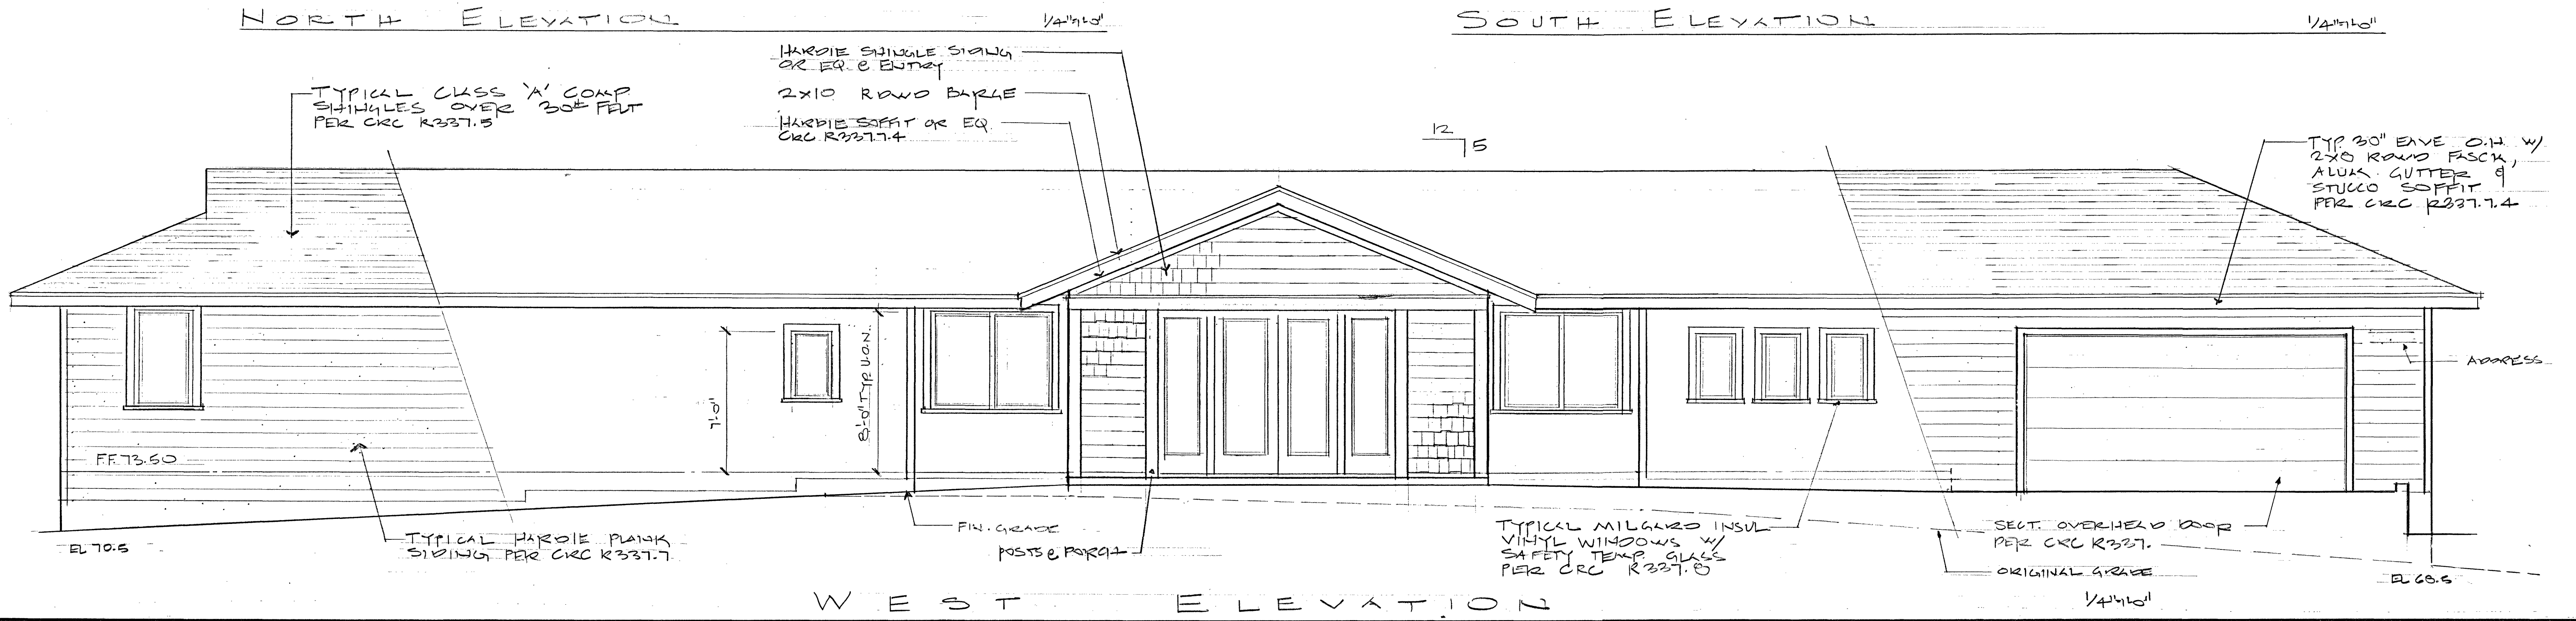 NORTH ELEVATION 1/4"=1'-0"
SOUTH ELEVATION 1/4"=1'-0"
HARDIE SHINGLE SIDING
OR EQ. @ ENTRY
2x10 RDWD BARGE
HARDIE SOFFIT OR EQ.
CRC R337.7.4
TYPICAL CLASS 'A' COMP.
SHINGLES OVER 30# FELT
PER CRC R337.5
12
5
TYP. 30" EAVE O.H. W/
2x8 RDWD FASCIA,
ALUM. GUTTER &
STUCCO SOFFIT
PER CRC R337.7.4
7'-0"
8'-0" TYP. U.O.N.
ADDRESS
F.F. 73.50
EL 70.5
TYPICAL HARDIE PLANK
SIDING PER CRC R337.7
FIN. GRADE
POSTS @ PORCH
TYPICAL MILGARD INSUL
VINYL WINDOWS W/
SAFETY TEMP. GLASS
PER CRC R337.8
SECT. OVERHEAD DOOR
PER CRC R337.
ORIGINAL GRADE
EL 68.5
WEST ELEVATION 1/4"=1'-0"